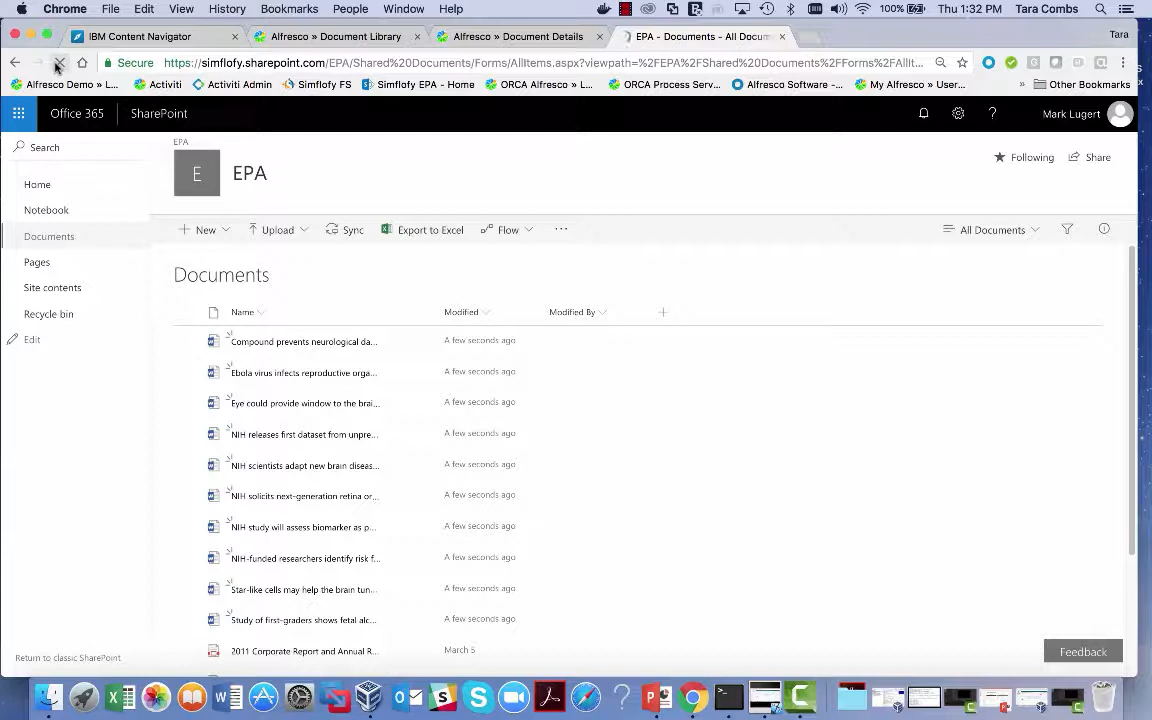 Chrome File Edit View History Bookmarks People Window Help 100% Thu 1:32 PM Tara Combs
IBM Content Navigator × Alfresco » Document Library × Alfresco » Document Details × EPA - Documents - All Docum × Tara
Secure https://simflofy.sharepoint.com/EPA/Shared%20Documents/Forms/AllItems.aspx?viewpath=%2FEPA%2FShared%20Documents%2FForms%2FAllIt...
Alfresco Demo » L... Activiti Activiti Admin Simflofy FS Simflofy EPA - Home ORCA Alfresco » L... ORCA Process Serv... Alfresco Software -... My Alfresco » User... » Other Bookmarks
Office 365 SharePoint ? Mark Lugert
Search
EPA
E EPA
Following Share
Home
Notebook
Documents
Pages
Site contents
Recycle bin
Edit
New Upload Sync Export to Excel Flow ... All Documents
Documents
Name Modified Modified By +
Compound prevents neurological da... A few seconds ago
Ebola virus infects reproductive orga... A few seconds ago
Eye could provide window to the brai... A few seconds ago
NIH releases first dataset from unpre... A few seconds ago
NIH scientists adapt new brain diseas... A few seconds ago
NIH solicits next-generation retina or... A few seconds ago
NIH study will assess biomarker as p... A few seconds ago
NIH-funded researchers identify risk f... A few seconds ago
Star-like cells may help the brain tun... A few seconds ago
Study of first-graders shows fetal alc... A few seconds ago
2011 Corporate Report and Annual R... March 5
Return to classic SharePoint
Feedback